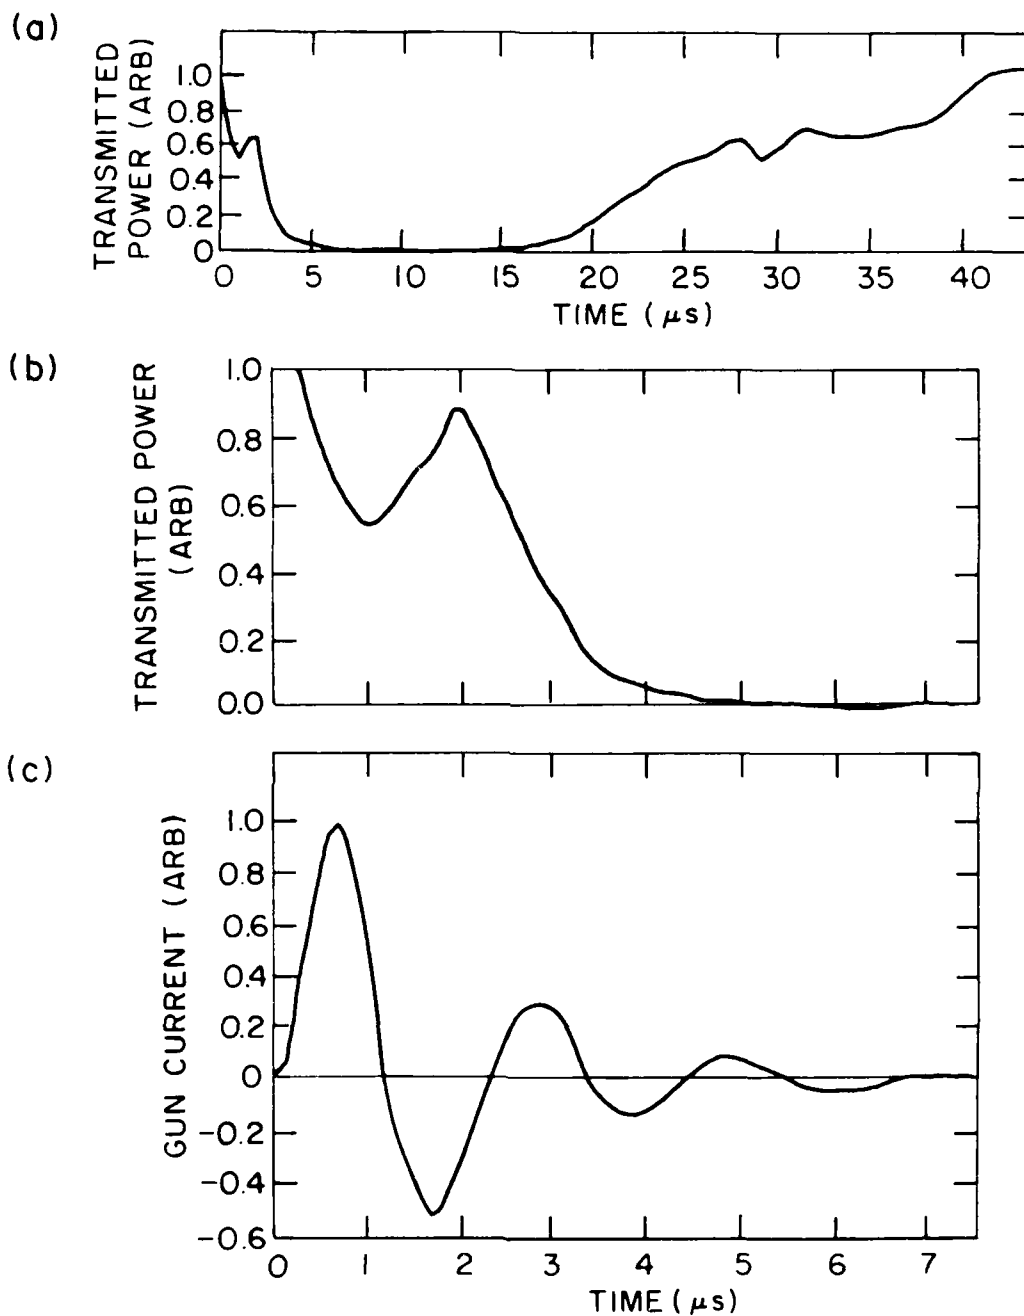 (a)
TRANSMITTED
POWER (ARB)
1.0
0.8
0.6
0.4
0.2
0
0 5 10 15 20 25 30 35 40
TIME (μs)
(b)
TRANSMITTED POWER
(ARB)
1.0
0.8
0.6
0.4
0.2
0.0
(c)
GUN CURRENT (ARB)
1.0
0.8
0.6
0.4
0.2
0
-0.2
-0.4
-0.6
0 1 2 3 4 5 6 7
TIME (μs)